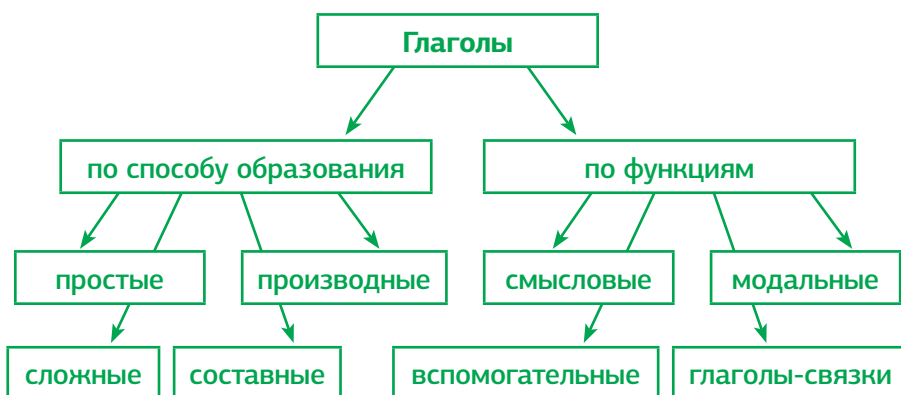 Глаголы
по способу образования
по функциям
простые
производные
смысловые
модальные
сложные
составные
вспомогательные
глаголы-связки